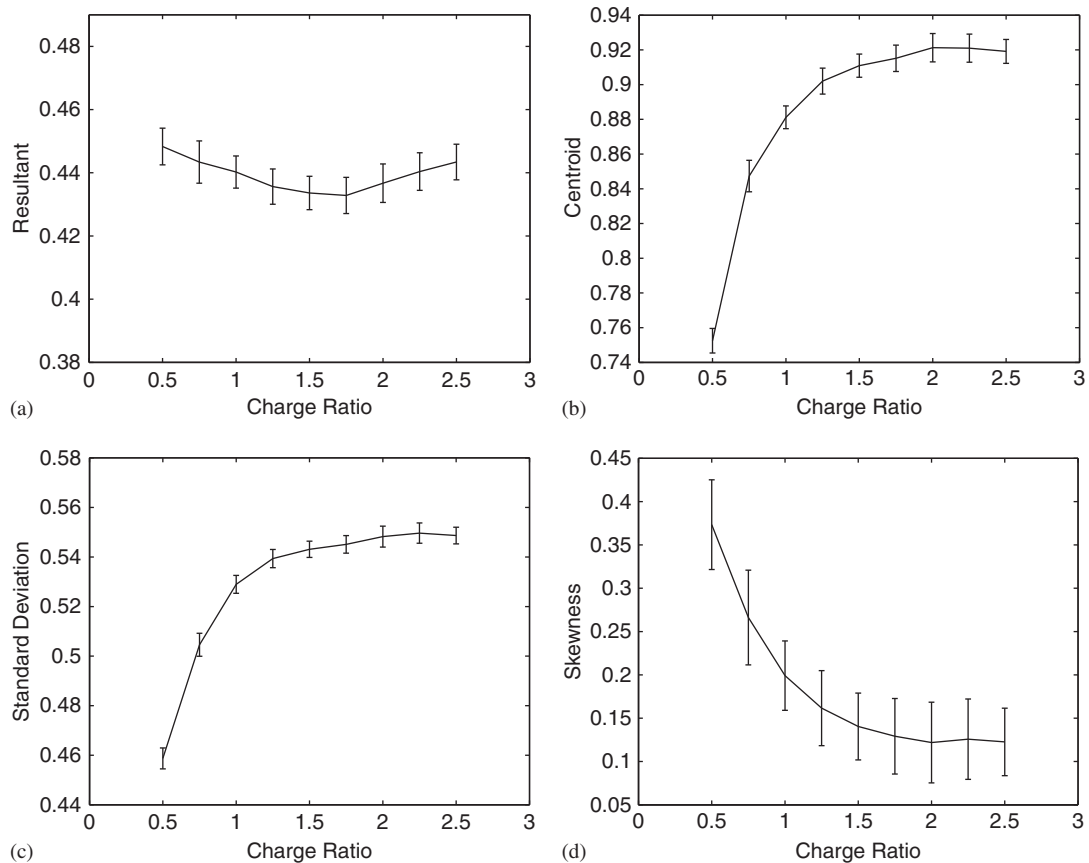 0.48
0.46
0.44
0.42
0.4
0.38
Resultant
0 0.5 1 1.5 2 2.5 3
(a) Charge Ratio
0.94
0.92
0.9
0.88
0.86
0.84
0.82
0.8
0.78
0.76
0.74
Centroid
0 0.5 1 1.5 2 2.5 3
(b) Charge Ratio
0.58
0.56
0.54
0.52
0.5
0.48
0.46
0.44
Standard Deviation
0 0.5 1 1.5 2 2.5 3
(c) Charge Ratio
0.45
0.4
0.35
0.3
0.25
0.2
0.15
0.1
0.05
Skewness
0 0.5 1 1.5 2 2.5 3
(d) Charge Ratio